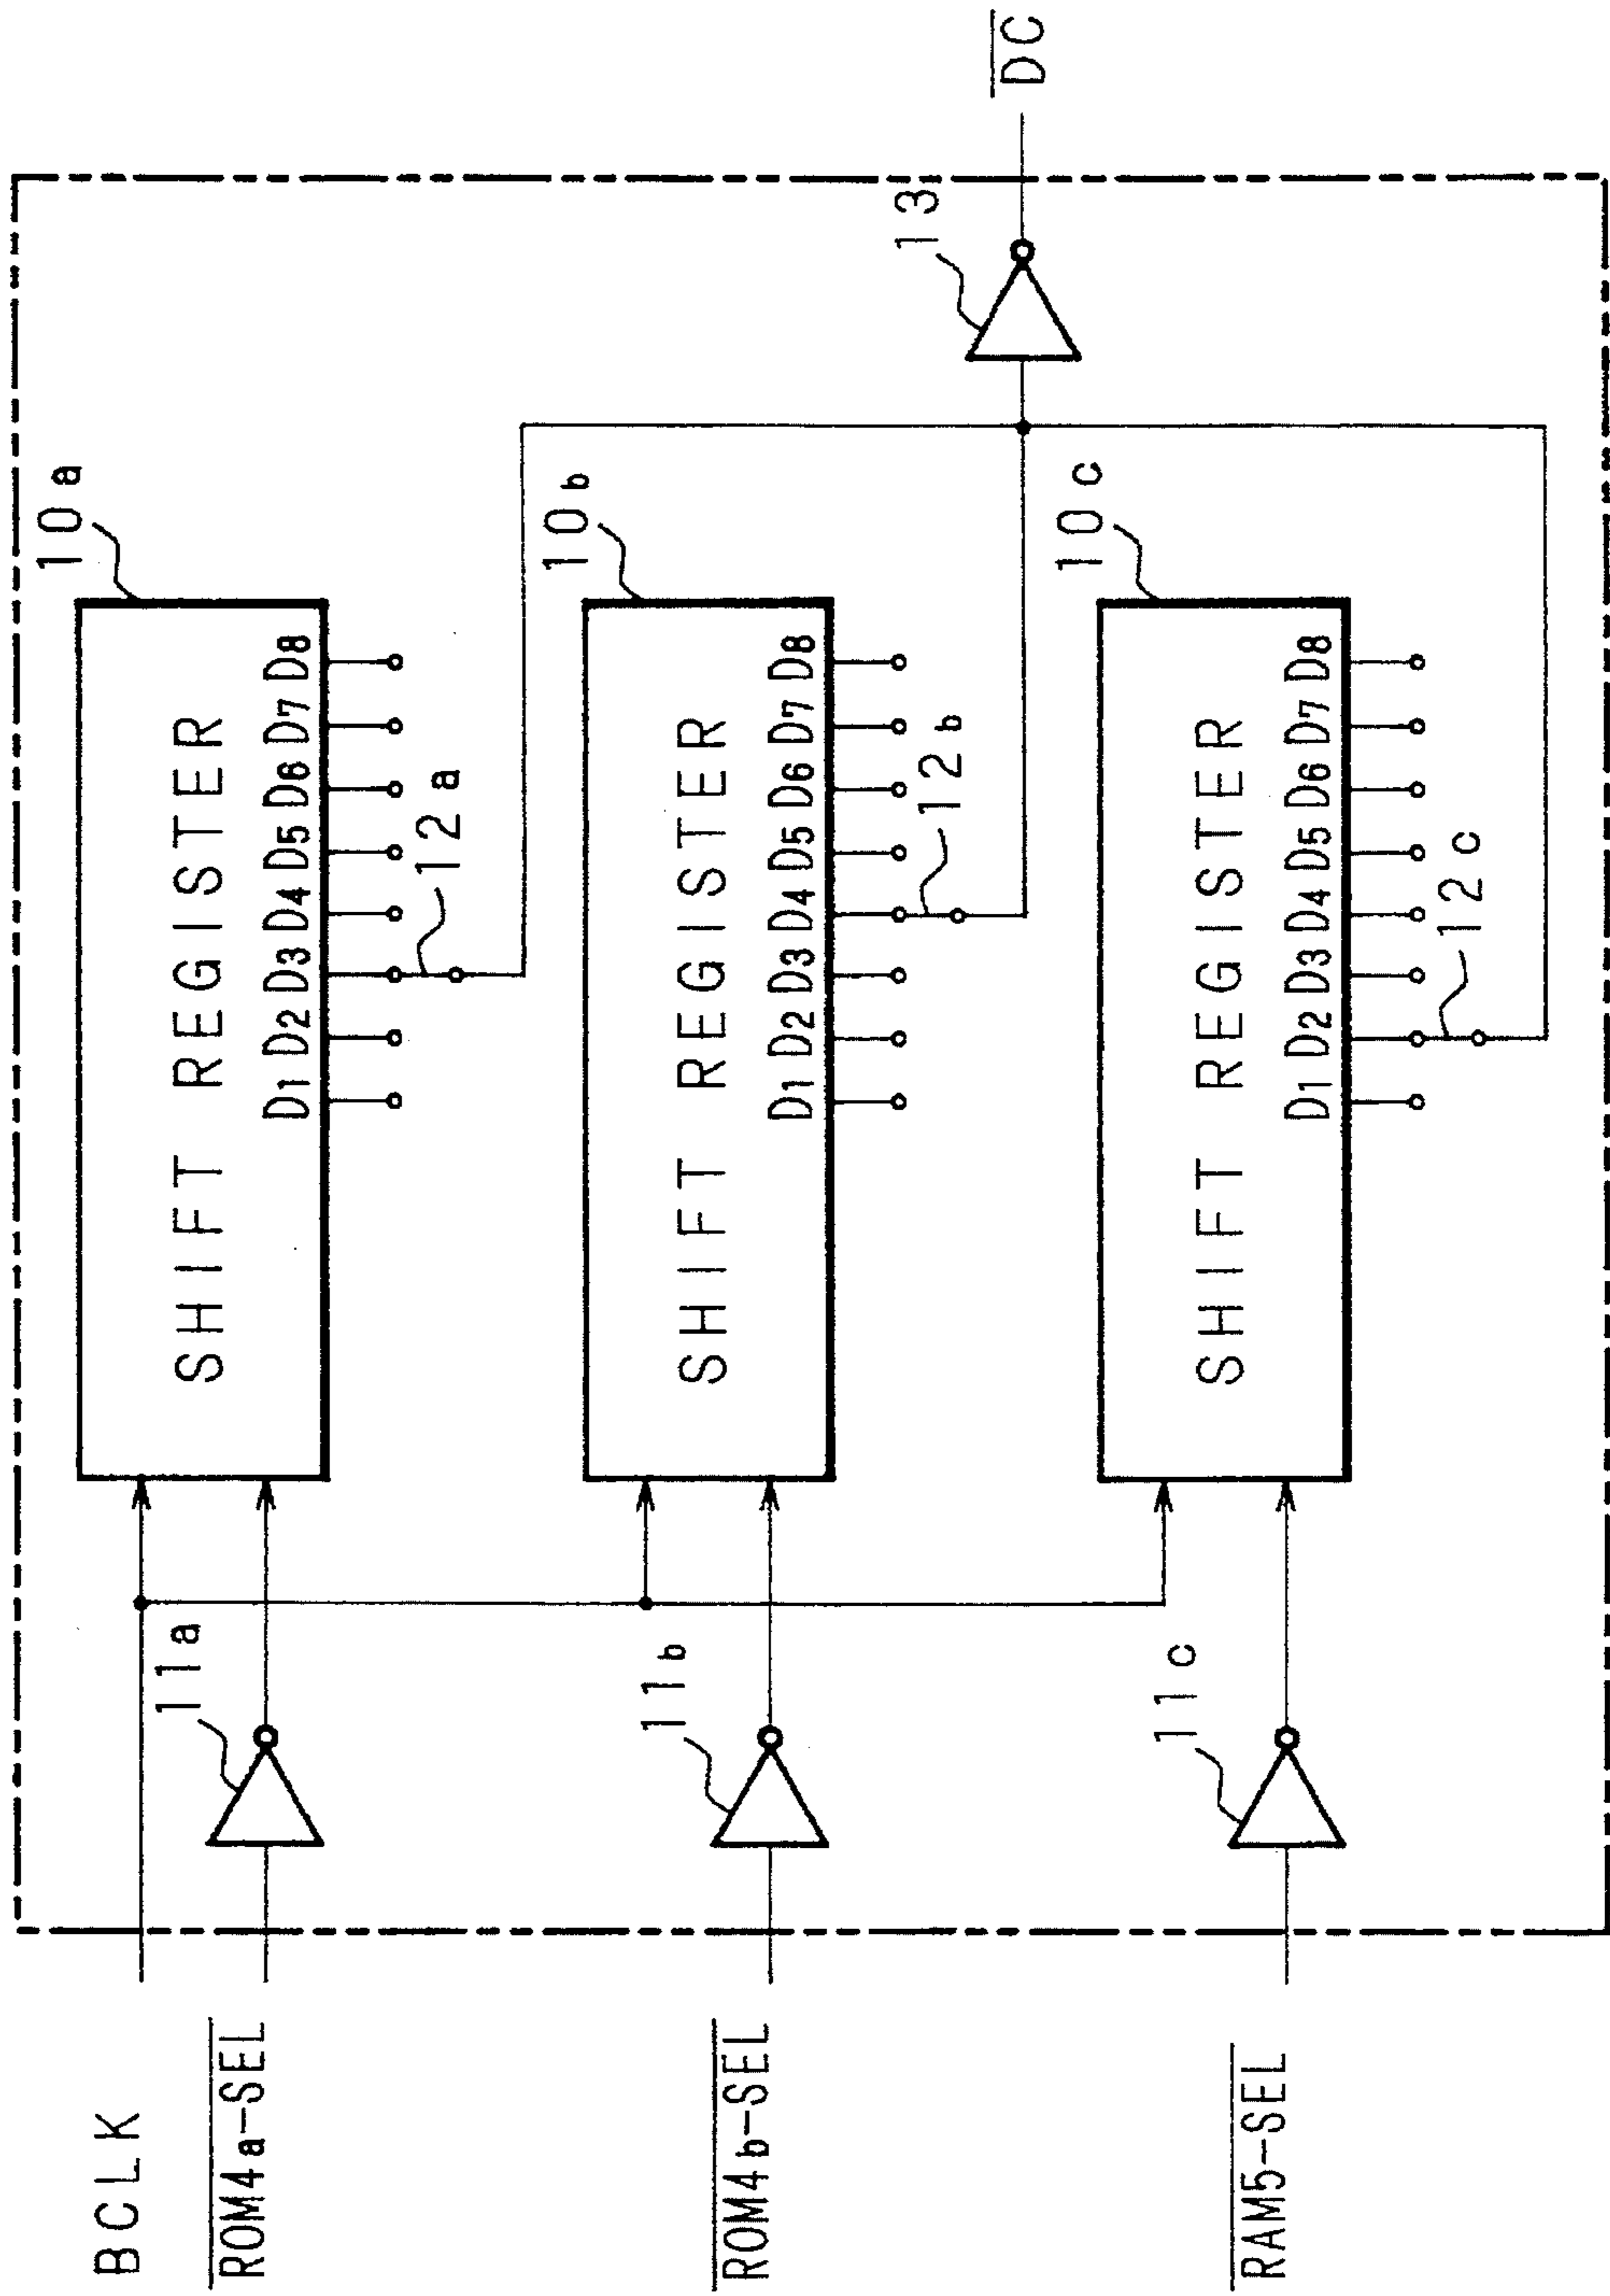 BCLK
ROM4a-SEL
11a
SHIFT REGISTER
10a
D1 D2 D3 D4 D5 D6 D7 D8
12a
ROM4b-SEL
11b
SHIFT REGISTER
10b
D1 D2 D3 D4 D5 D6 D7 D8
12b
13
DC
RAM5-SEL
11c
SHIFT REGISTER
10c
D1 D2 D3 D4 D5 D6 D7 D8
12c